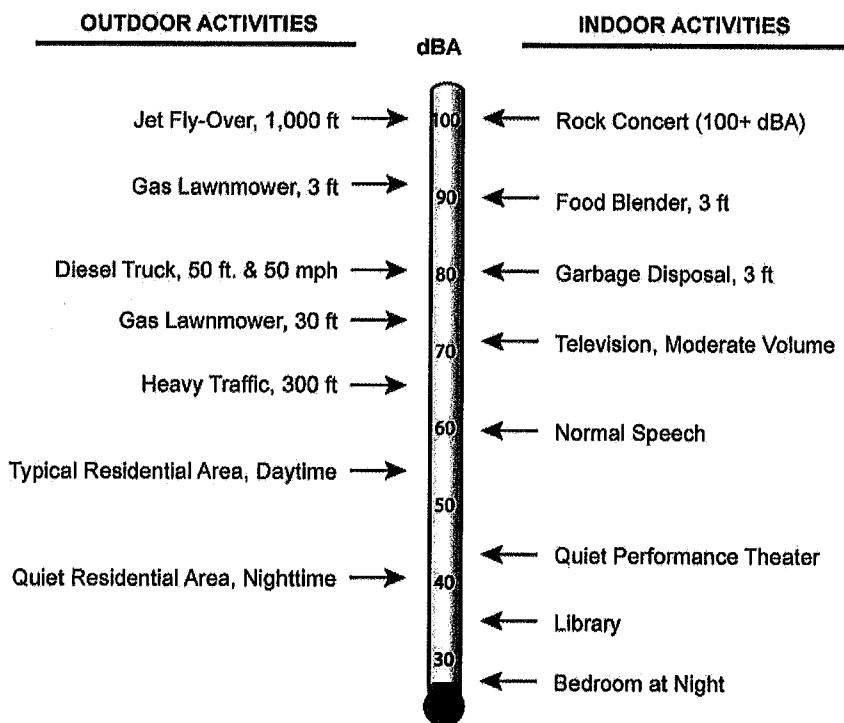 OUTDOOR ACTIVITIES
INDOOR ACTIVITIES
dBA
Jet Fly-Over, 1,000 ft
100
Rock Concert (100+ dBA)
Gas Lawnmower, 3 ft
90
Food Blender, 3 ft
Diesel Truck, 50 ft. & 50 mph
80
Garbage Disposal, 3 ft
Gas Lawnmower, 30 ft
70
Television, Moderate Volume
Heavy Traffic, 300 ft
60
Normal Speech
Typical Residential Area, Daytime
50
Quiet Performance Theater
Quiet Residential Area, Nighttime
40
Library
30
Bedroom at Night